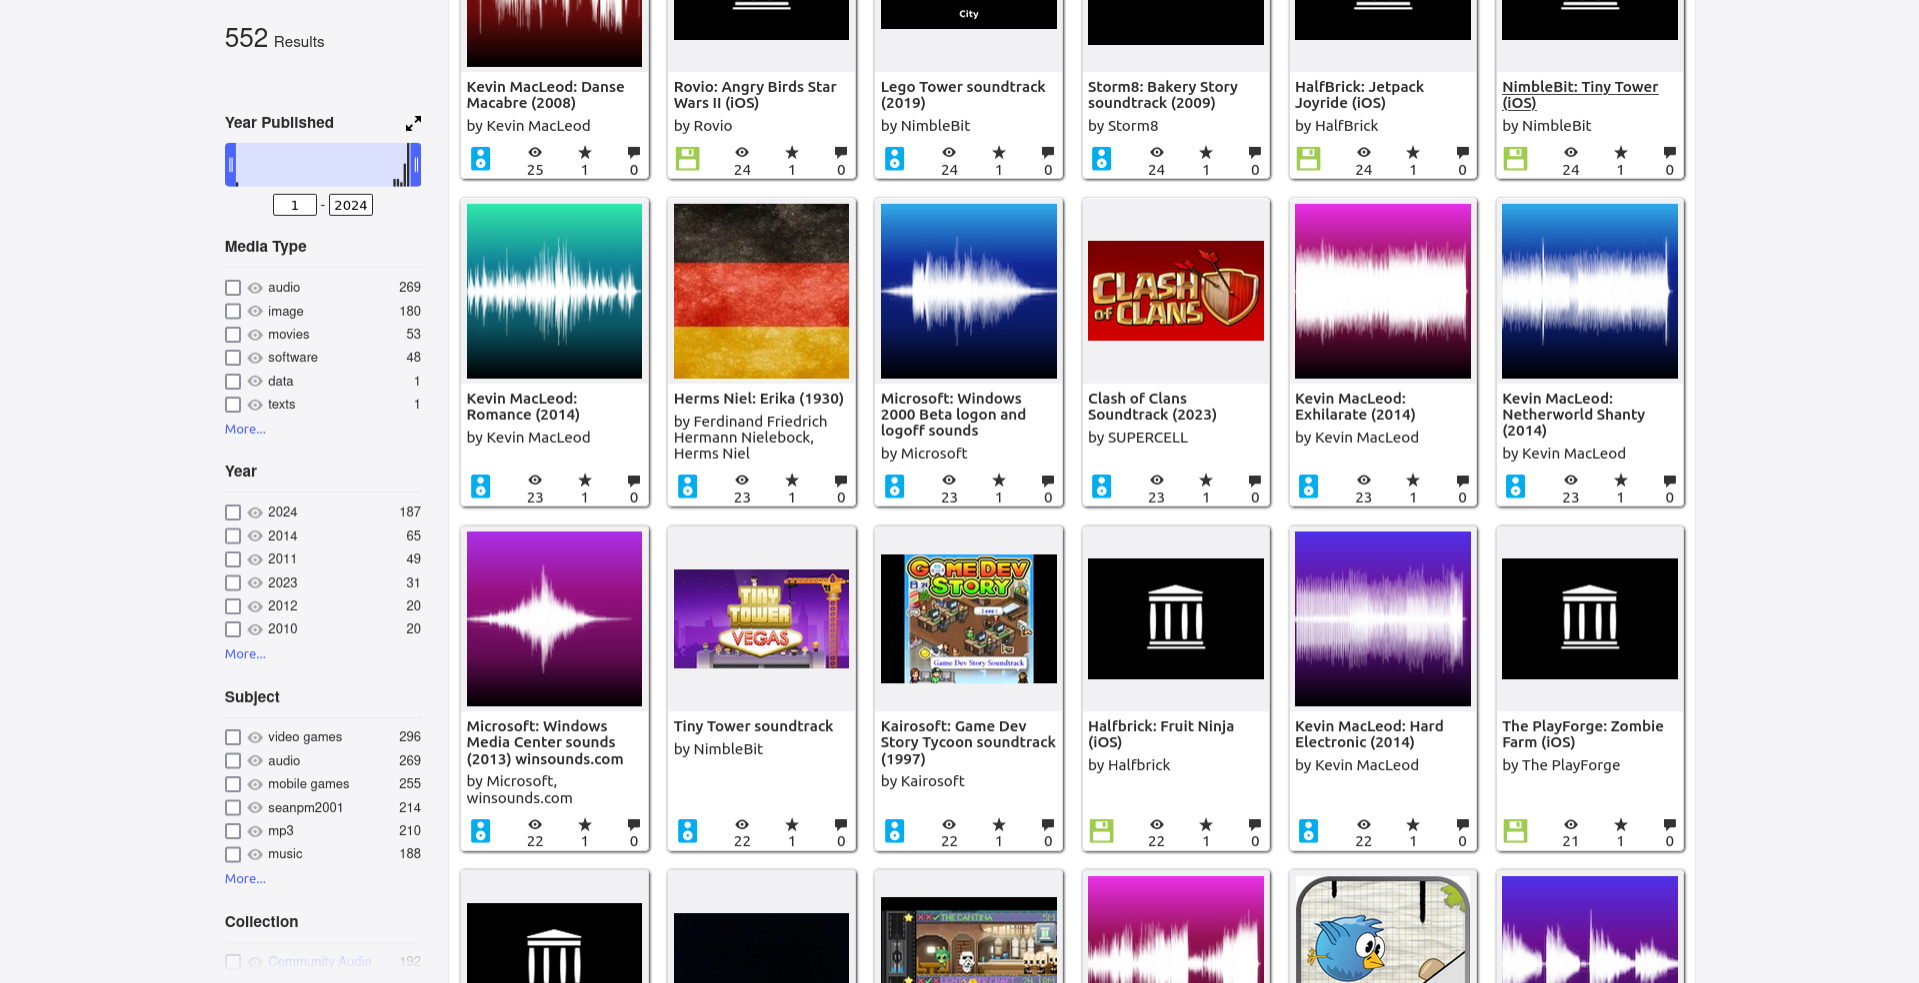 552 Results
Year Published
1 - 2024
Media Type
audio 269
image 180
movies 53
software 48
data 1
texts 1
More...
Year
2024 187
2014 65
2011 49
2023 31
2012 20
2010 20
More...
Subject
video games 296
audio 269
mobile games 255
seanpm2001 214
mp3 210
music 188
More...
Collection
Community Audio 192
Kevin MacLeod: Danse
Macabre (2008)
by Kevin MacLeod
25 1 0
Rovio: Angry Birds Star
Wars II (iOS)
by Rovio
24 1 0
City
Lego Tower soundtrack
(2019)
by NimbleBit
24 1 0
Storm8: Bakery Story
soundtrack (2009)
by Storm8
24 1 0
HalfBrick: Jetpack
Joyride (iOS)
by HalfBrick
24 1 0
NimbleBit: Tiny Tower
(iOS)
by NimbleBit
24 1 0
Kevin MacLeod:
Romance (2014)
by Kevin MacLeod
23 1 0
Herms Niel: Erika (1930)
by Ferdinand Friedrich
Hermann Nielebock,
Herms Niel
23 1 0
Microsoft: Windows
2000 Beta logon and
logoff sounds
by Microsoft
23 1 0
CLASH
OF CLANS
Clash of Clans
Soundtrack (2023)
by SUPERCELL
23 1 0
Kevin MacLeod:
Exhilarate (2014)
by Kevin MacLeod
23 1 0
Kevin MacLeod:
Netherworld Shanty
(2014)
by Kevin MacLeod
23 1 0
Microsoft: Windows
Media Center sounds
(2013) winsounds.com
by Microsoft,
winsounds.com
22 1 0
TINY
TOWER
VEGAS
Tiny Tower soundtrack
by NimbleBit
22 1 0
GAME DEV
STORY
Game Dev Story Soundtrack
Kairosoft: Game Dev
Story Tycoon soundtrack
(1997)
by Kairosoft
22 1 0
Halfbrick: Fruit Ninja
(iOS)
by Halfbrick
22 1 0
Kevin MacLeod: Hard
Electronic (2014)
by Kevin MacLeod
22 1 0
The PlayForge: Zombie
Farm (iOS)
by The PlayForge
21 1 0
THE CANTINA 5M